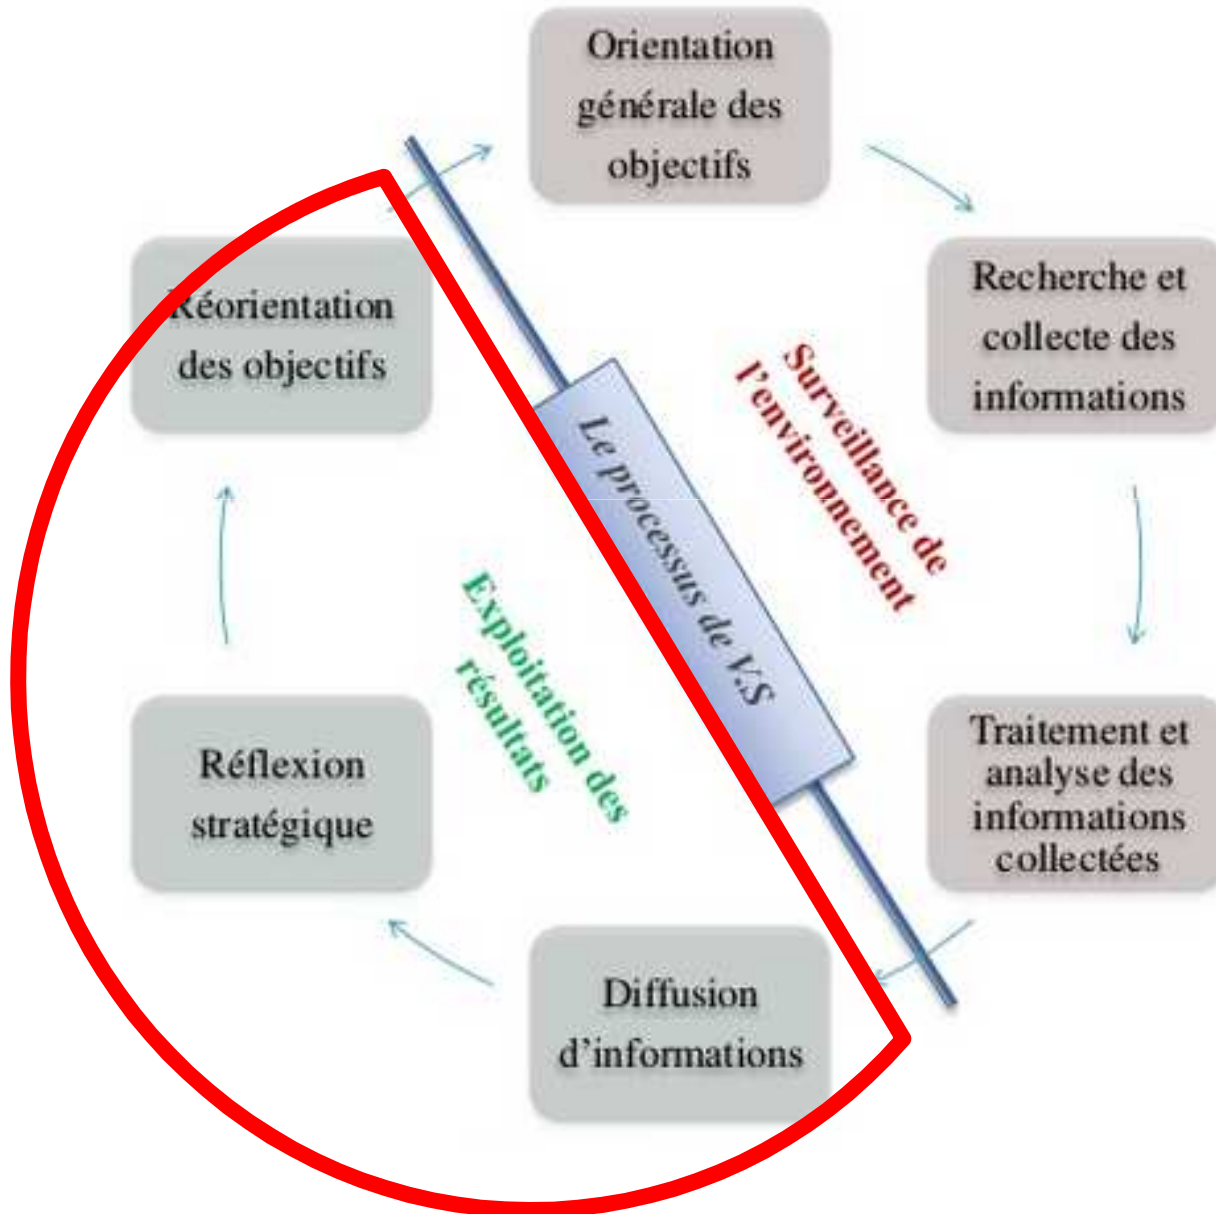 Orientation
générale des
objectifs
Recherche et
collecte des
informations
Traitement et
analyse des
informations
collectées
Diffusion
d'informations
Réflexion
stratégique
Réorientation
des objectifs
Le processus de V.S
Surveillance de
l'environnement
Exploitation des
résultats